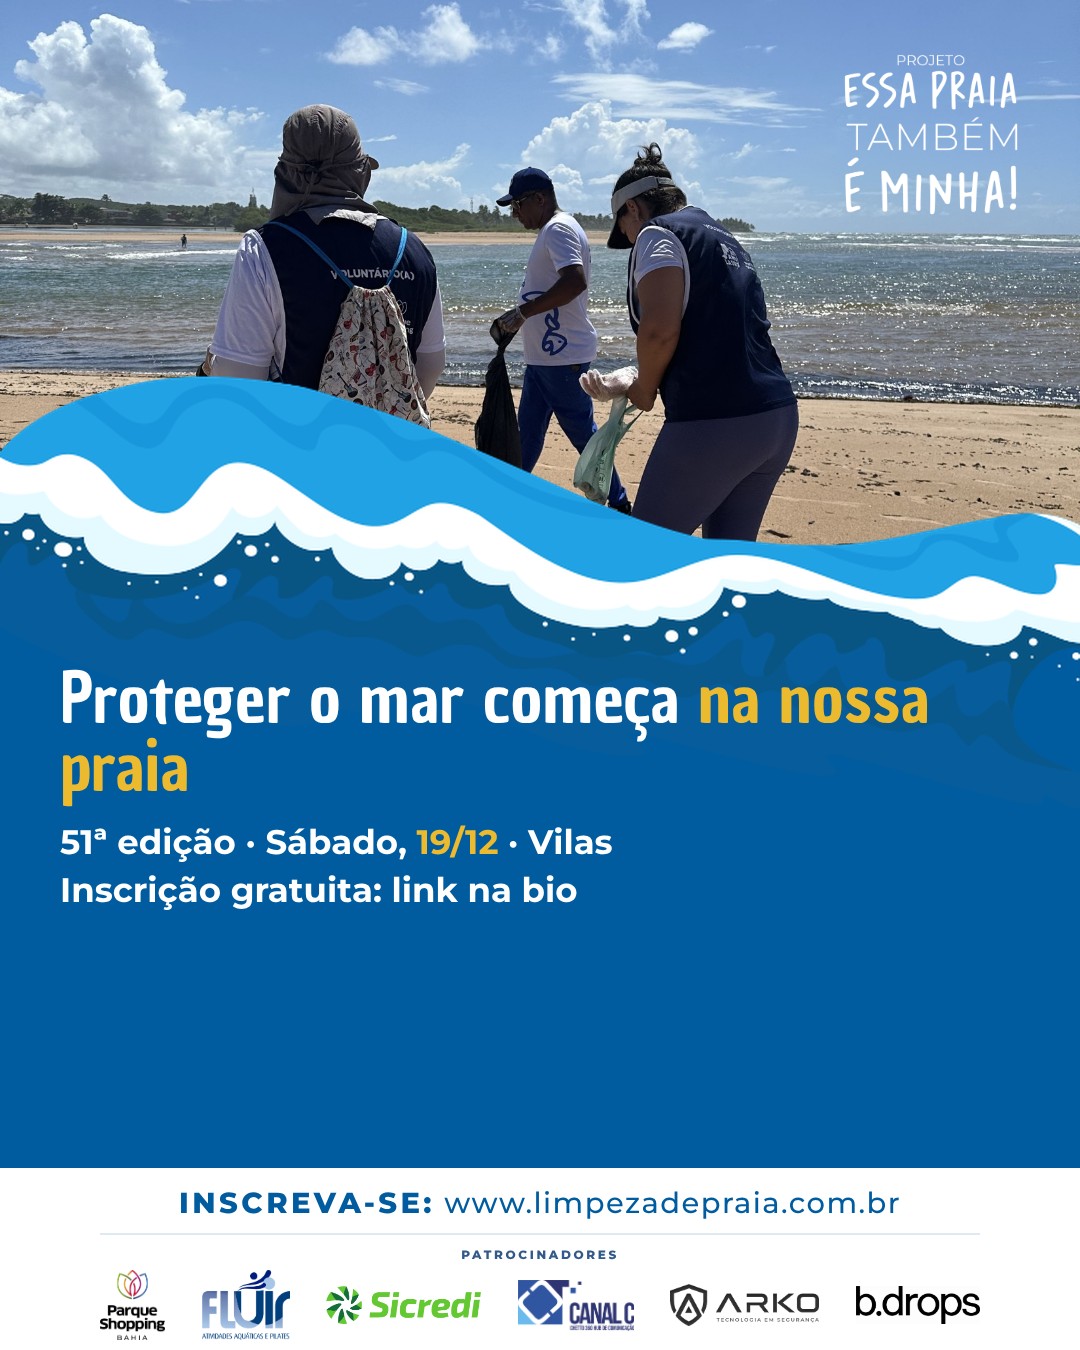 PROJETO
ESSA PRAIA
TAMBÉM
É MINHA!
VOLUNTÁRIO(A)
Proteger o mar começa na nossa
praia
51ª edição · Sábado, 19/12 · Vilas
Inscrição gratuita: link na bio
INSCREVA-SE: www.limpezadepraia.com.br
PATROCINADORES
Parque
Shopping
BAHIA
FLUIR
ATIVIDADES AQUÁTICAS E PILATES
Sicredi
CANAL C
ARKO
TECNOLOGIA EM SEGURANÇA
b.drops